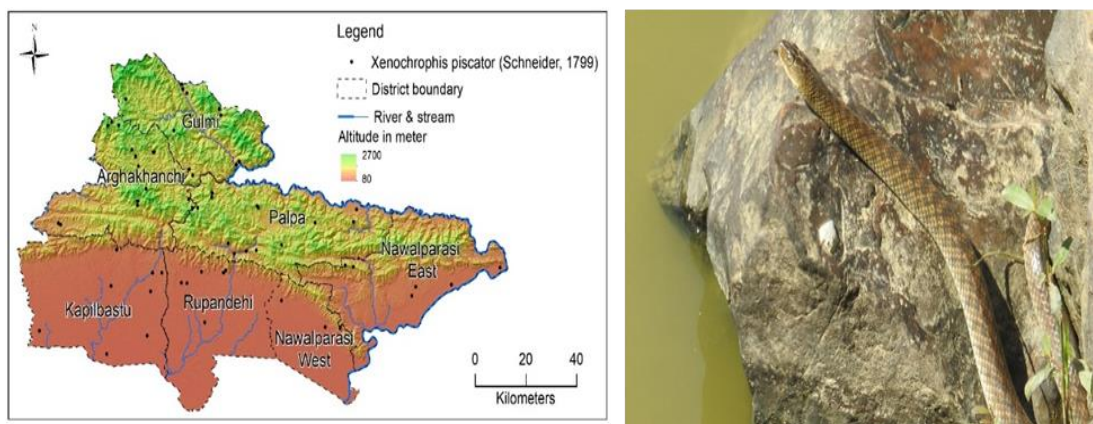 N
Legend
Xenochrophis piscator (Schneider, 1799)
District boundary
River & stream
Altitude in meter
2700
80
Gulmi
Arghakhanchi
Palpa
Nawalparasi
East
Kapilbastu
Rupandehi
Nawalparasi
West
0 20 40
Kilometers